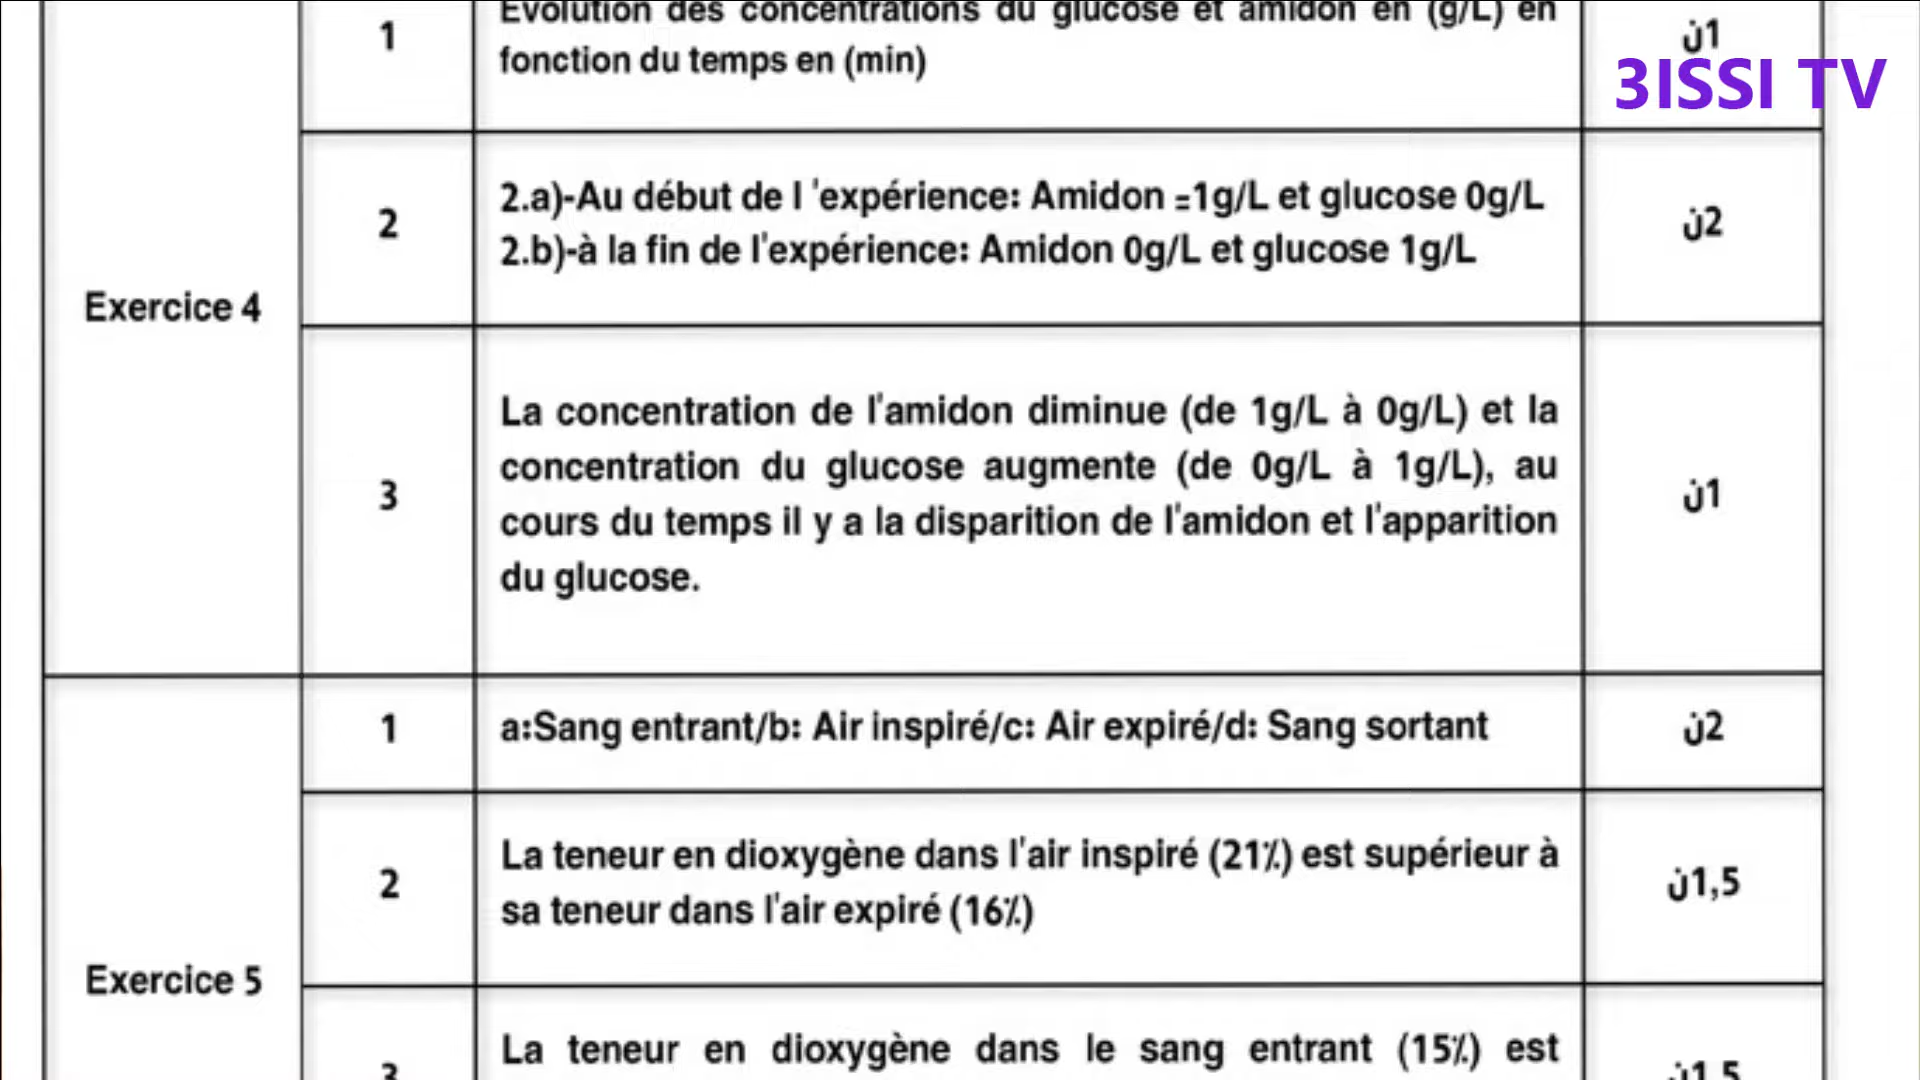 1
Evolution des concentrations du glucose et amidon en (g/L) en
fonction du temps en (min)
ن1
3ISSI TV
Exercice 4
2
2.a)-Au début de l 'expérience: Amidon =1g/L et glucose 0g/L
2.b)-à la fin de l'expérience: Amidon 0g/L et glucose 1g/L
ن2
3
La concentration de l'amidon diminue (de 1g/L à 0g/L) et la
concentration du glucose augmente (de 0g/L à 1g/L), au
cours du temps il y a la disparition de l'amidon et l'apparition
du glucose.
ن1
Exercice 5
1
a:Sang entrant/b: Air inspiré/c: Air expiré/d: Sang sortant
ن2
2
La teneur en dioxygène dans l'air inspiré (21%) est supérieur à
sa teneur dans l'air expiré (16%)
ن1,5
3
La teneur en dioxygène dans le sang entrant (15%) est
ن1,5